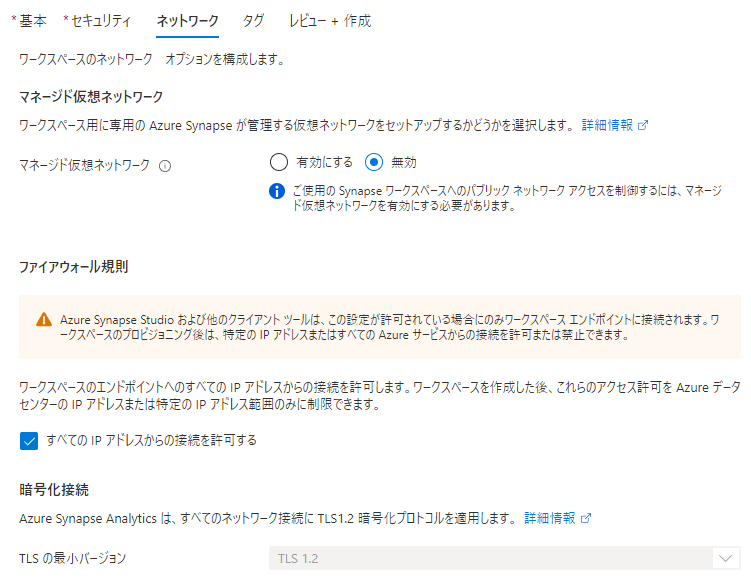 * 基本 * セキュリティ ネットワーク タグ レビュー + 作成
ワークスペースのネットワーク オプションを構成します。
マネージド仮想ネットワーク
ワークスペース用に専用の Azure Synapse が管理する仮想ネットワークをセットアップするかどうかを選択します。 詳細情報
マネージド仮想ネットワーク 有効にする 無効
ご使用の Synapse ワークスペースへのパブリック ネットワーク アクセスを制御するには、マネージ
ド仮想ネットワークを有効にする必要があります。
ファイアウォール規則
Azure Synapse Studio および他のクライアント ツールは、この設定が許可されている場合にのみワークスペース エンドポイントに接続されます。ワ
ークスペースのプロビジョニング後は、特定の IP アドレスまたはすべての Azure サービスからの接続を許可または禁止できます。
ワークスペースのエンドポイントへのすべての IP アドレスからの接続を許可します。ワークスペースを作成した後、これらのアクセス許可を Azure データ
センターの IP アドレスまたは特定の IP アドレス範囲のみに制限できます。
すべての IP アドレスからの接続を許可する
暗号化接続
Azure Synapse Analytics は、すべてのネットワーク接続に TLS1.2 暗号化プロトコルを適用します。 詳細情報
TLS の最小バージョン TLS 1.2